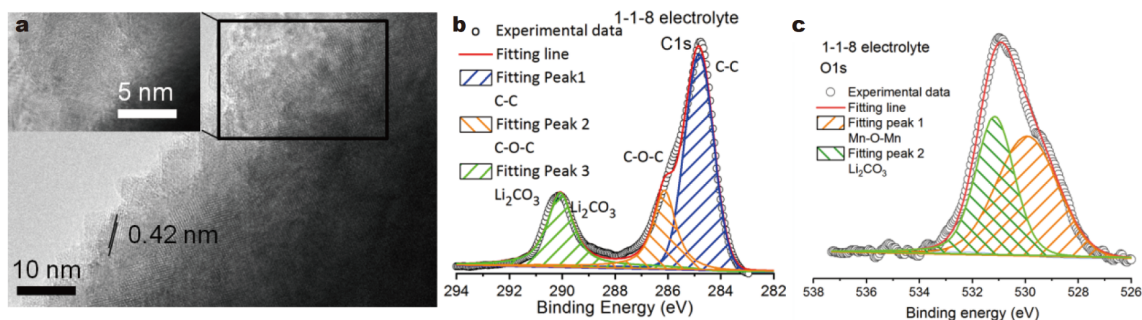 a
5 nm
0.42 nm
10 nm
b
1-1-8 electrolyte
Experimental data
C1s
Fitting line
C-C
Fitting Peak1
C-C
Fitting Peak 2
C-O-C
C-O-C
Fitting Peak 3
Li2CO3
Li2CO3
294 292 290 288 286 284 282
Binding Energy (eV)
c
1-1-8 electrolyte
O1s
Experimental data
Fitting line
Fitting peak 1
Mn-O-Mn
Fitting peak 2
Li2CO3
538 536 534 532 530 528 526
Binding energy (eV)